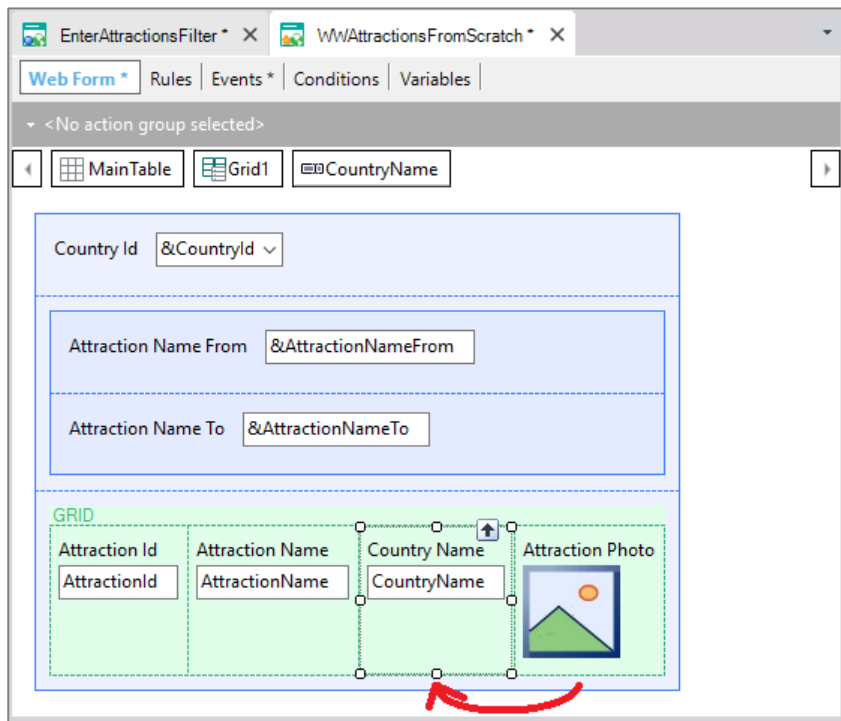 EnterAttractionsFilter * WWAttractionsFromScratch *
Web Form * Rules Events * Conditions Variables
<No action group selected>
MainTable Grid1 CountryName
Country Id &CountryId
Attraction Name From &AttractionNameFrom
Attraction Name To &AttractionNameTo
GRID
Attraction Id Attraction Name Country Name Attraction Photo
AttractionId AttractionName CountryName